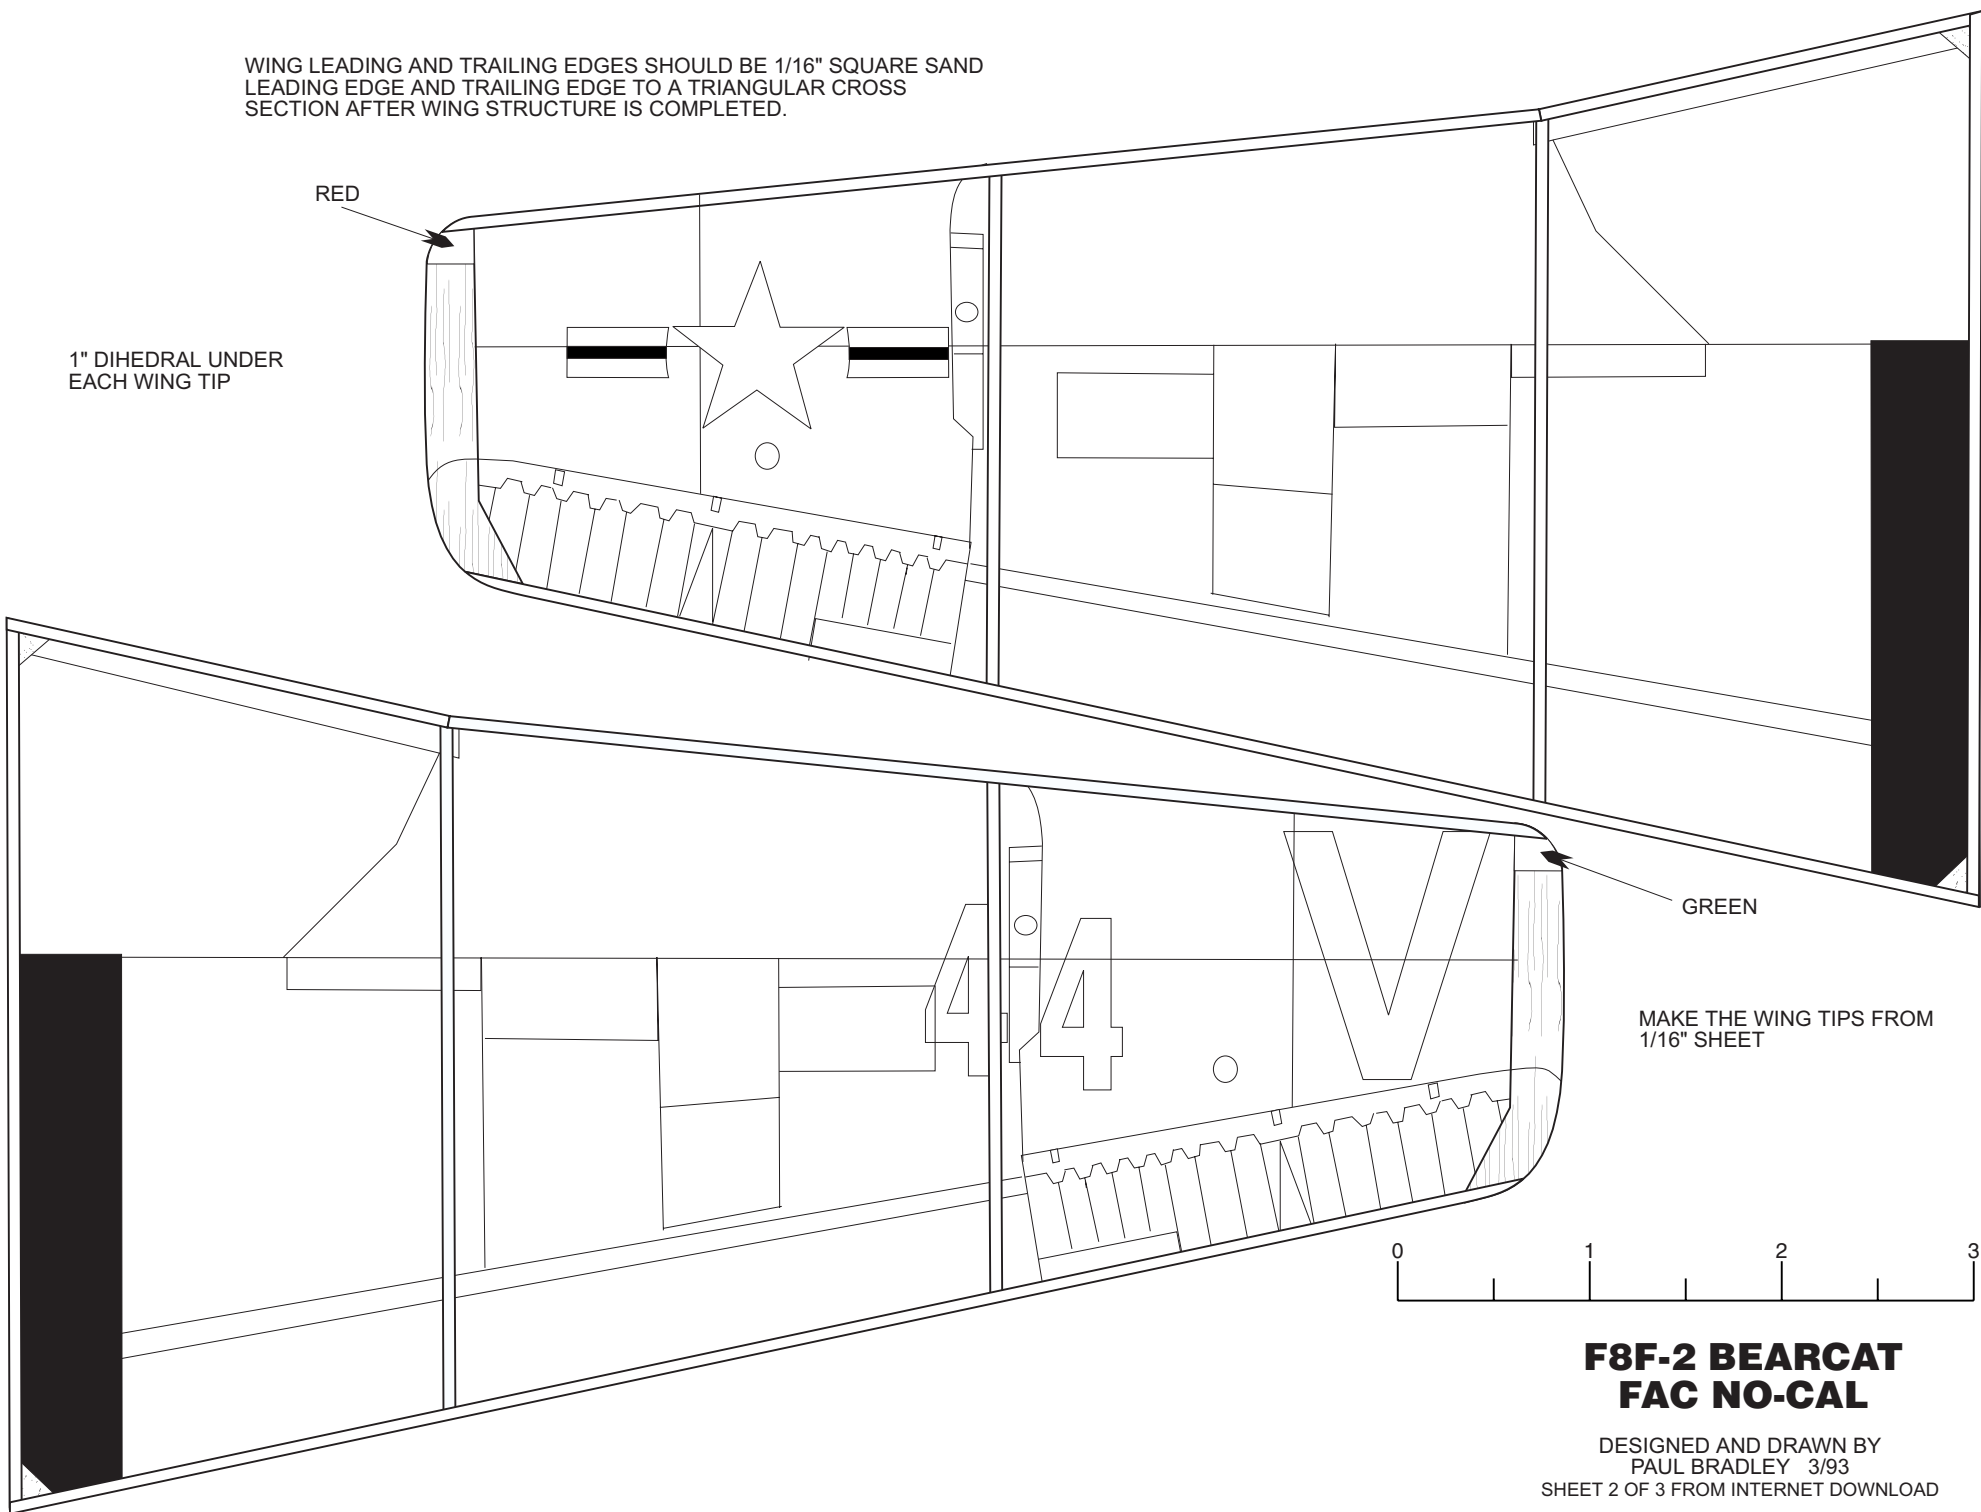 WING LEADING AND TRAILING EDGES SHOULD BE 1/16" SQUARE SAND
LEADING EDGE AND TRAILING EDGE TO A TRIANGULAR CROSS
SECTION AFTER WING STRUCTURE IS COMPLETED.
RED
1" DIHEDRAL UNDER
EACH WING TIP
GREEN
44 V
MAKE THE WING TIPS FROM
1/16" SHEET
0 1 2 3
F8F-2 BEARCAT
FAC NO-CAL
DESIGNED AND DRAWN BY
PAUL BRADLEY 3/93
SHEET 2 OF 3 FROM INTERNET DOWNLOAD